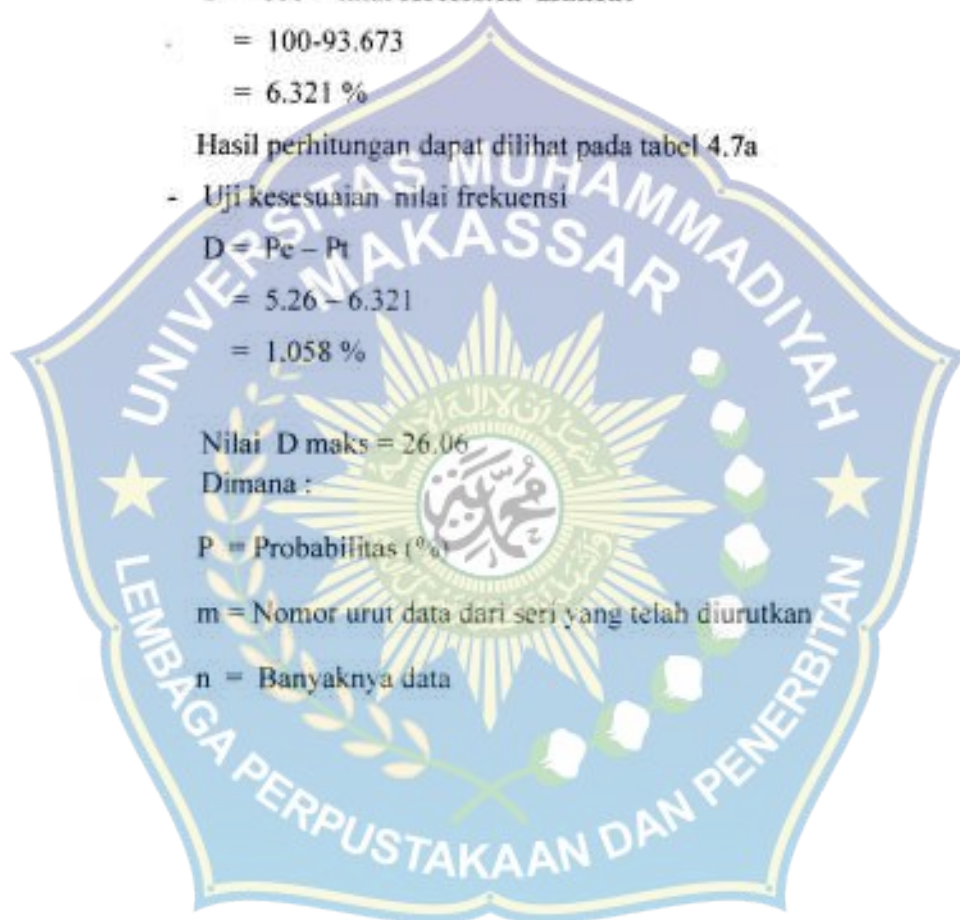 = 100-93.673
= 6.321 %
Hasil perhitungan dapat dilihat pada tabel 4.7a
- Uji kesesuaian nilai frekuensi
D = Pe – Pt
= 5.26 – 6.321
= 1.058 %
Nilai D maks = 26.06
Dimana :
P = Probabilitas (%)
m = Nomor urut data dari seri yang telah diurutkan
n = Banyaknya data
UNIVERSITAS MUHAMMADIYAH
MAKASSAR
LEMBAGA PERPUSTAKAAN DAN PENERBITAN